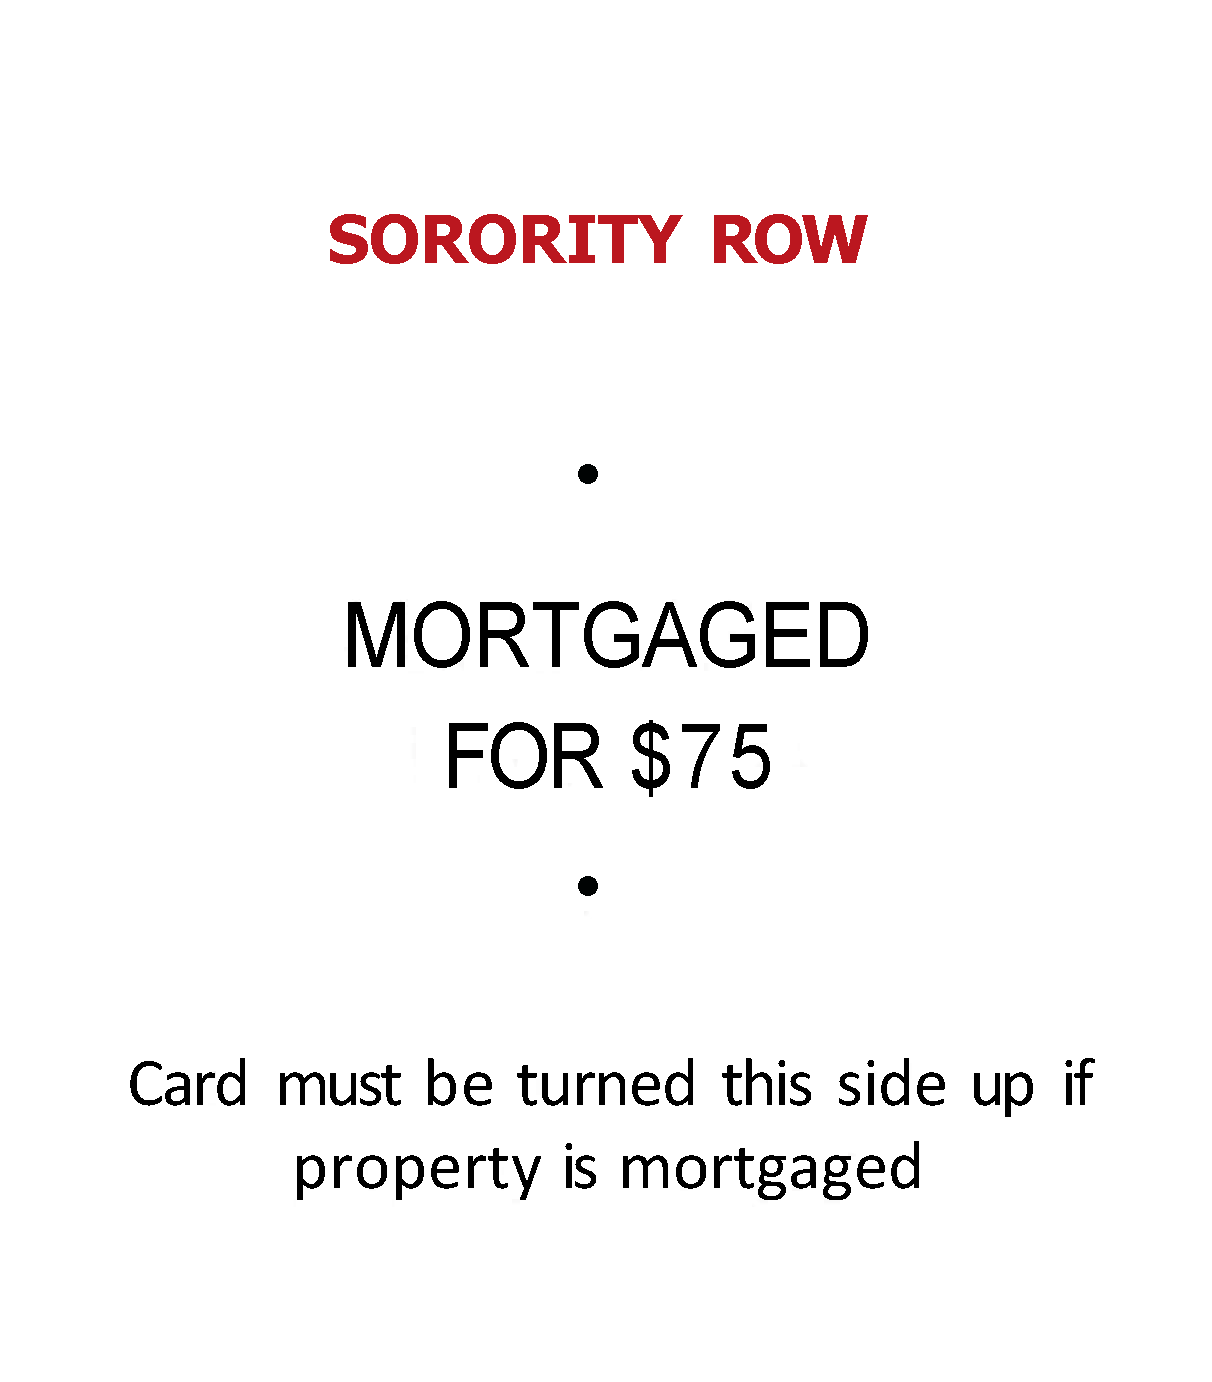 SORORITY ROW
•
MORTGAGED
FOR $75
•
Card must be turned this side up if
property is mortgaged